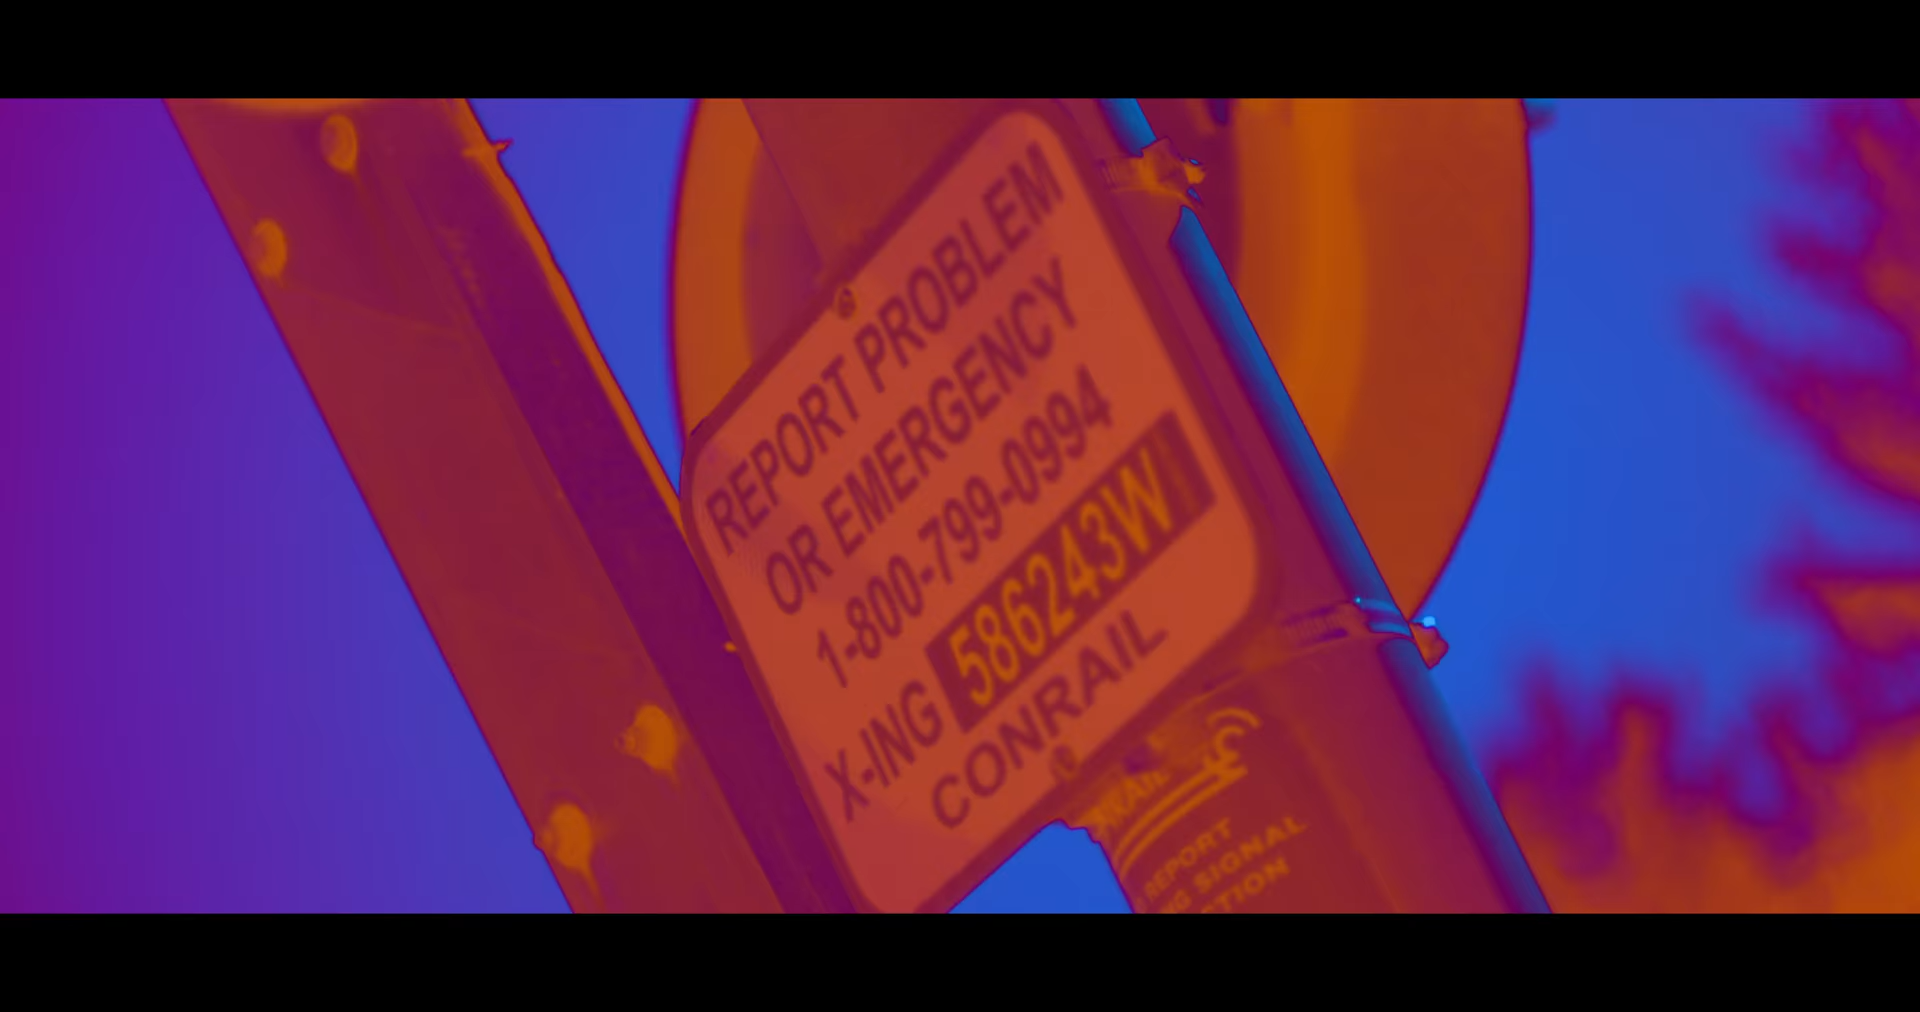 REPORT PROBLEM
OR EMERGENCY
1-800-799-0994
X-ING 586243W
CONRAIL
REPORT
SIGNAL